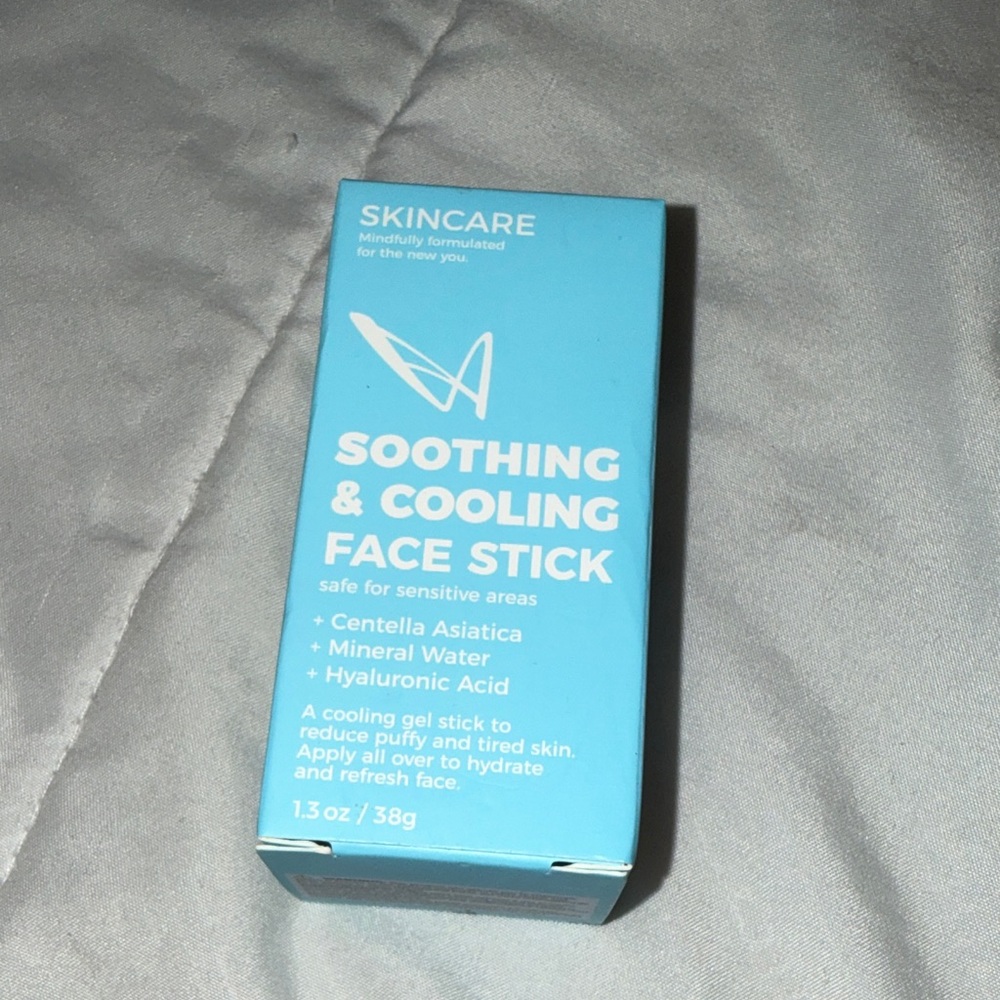 SKINCARE
Mindfully formulated
for the new you.
SOOTHING
& COOLING
FACE STICK
safe for sensitive areas
+ Centella Asiatica
+ Mineral Water
+ Hyaluronic Acid
A cooling gel stick to
reduce puffy and tired skin.
Apply all over to hydrate
and refresh face.
1.3 oz / 38g